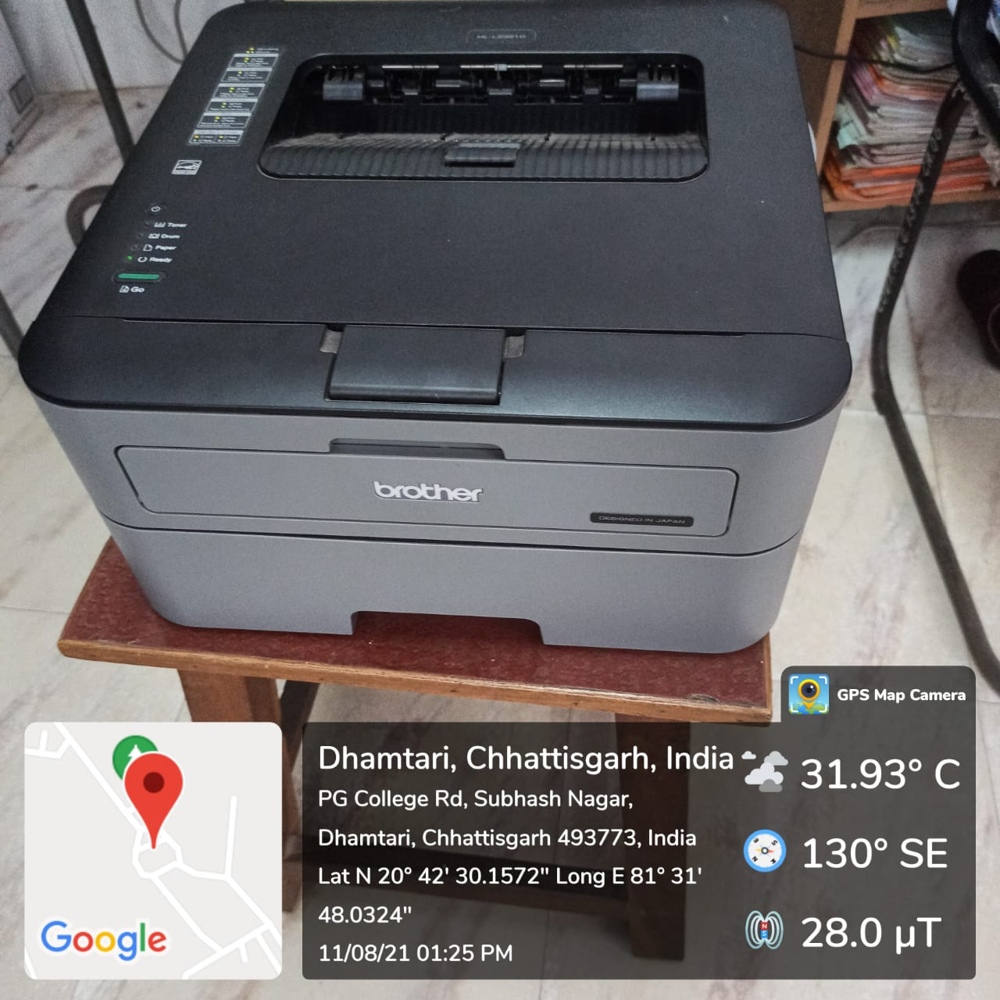 Toner
Drum
Paper
Ready
Go
brother
DESIGNED IN JAPAN
GPS Map Camera
Dhamtari, Chhattisgarh, India
PG College Rd, Subhash Nagar,
Dhamtari, Chhattisgarh 493773, India
Lat N 20° 42' 30.1572" Long E 81° 31'
48.0324"
11/08/21 01:25 PM
31.93° C
130° SE
28.0 µT
Google